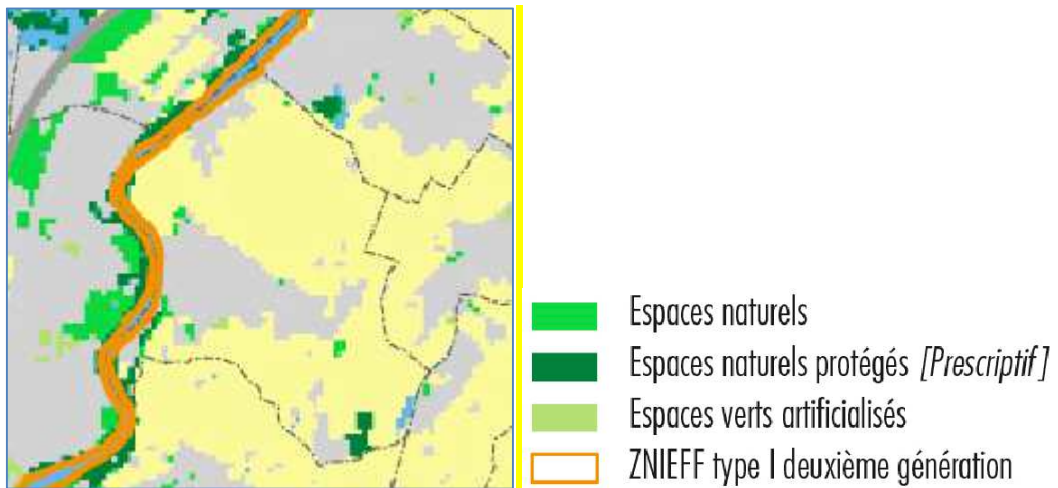 Espaces naturels
Espaces naturels protégés [Prescriptif]
Espaces verts artificialisés
ZNIEFF type I deuxième génération